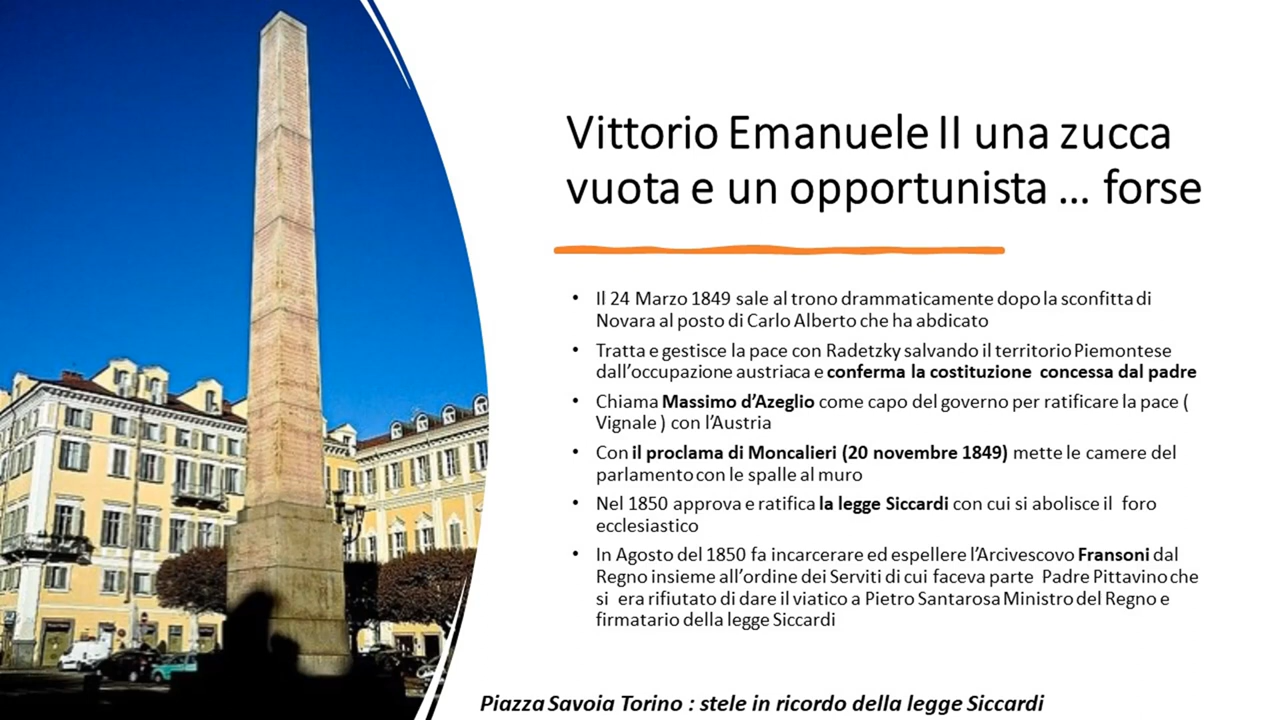 Vittorio Emanuele II una zucca
vuota e un opportunista ... forse
• Il 24 Marzo 1849 sale al trono drammaticamente dopo la sconfitta di
Novara al posto di Carlo Alberto che ha abdicato
• Tratta e gestisce la pace con Radetzky salvando il territorio Piemontese
dall’occupazione austriaca e conferma la costituzione concessa dal padre
• Chiama Massimo d’Azeglio come capo del governo per ratificare la pace (
Vignale ) con l’Austria
• Con il proclama di Moncalieri (20 novembre 1849) mette le camere del
parlamento con le spalle al muro
• Nel 1850 approva e ratifica la legge Siccardi con cui si abolisce il foro
ecclesiastico
• In Agosto del 1850 fa incarcerare ed espellere l’Arcivescovo Fransoni dal
Regno insieme all’ordine dei Serviti di cui faceva parte Padre Pittavino che
si era rifiutato di dare il viatico a Pietro Santarosa Ministro del Regno e
firmatario della legge Siccardi
Piazza Savoia Torino : stele in ricordo della legge Siccardi